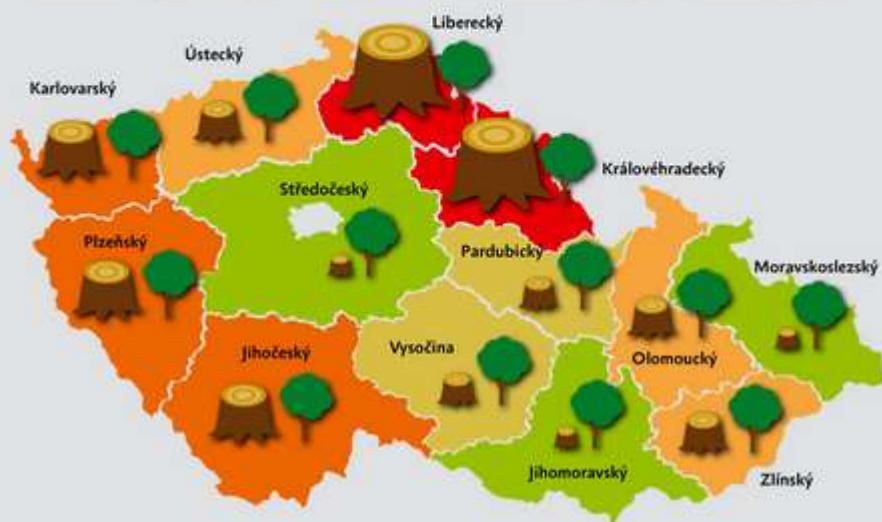 Liberecký
Ústecký
Karlovarský
Královéhradecký
Středočeský
Plzeňský
Pardubický
Moravskoslezský
Jihočeský
Vysočina
Olomoucký
Jihomoravský
Zlínský